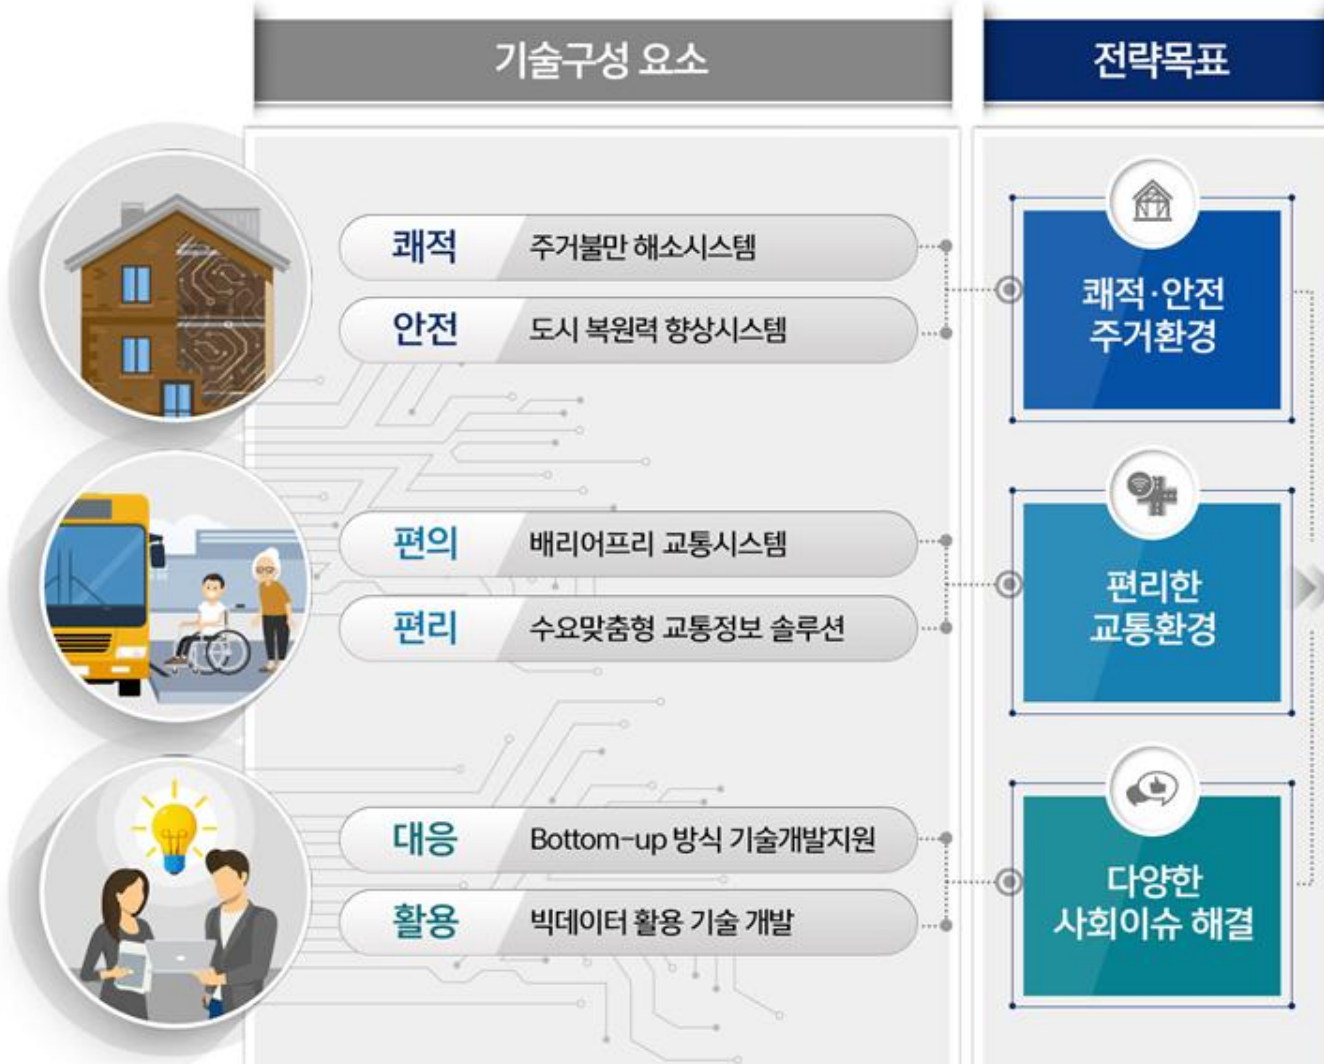 기술구성 요소
전략목표
쾌적 주거불만 해소시스템
안전 도시 복원력 향상시스템
쾌적·안전
주거환경
편의 배리어프리 교통시스템
편리 수요맞춤형 교통정보 솔루션
편리한
교통환경
대응 Bottom-up 방식 기술개발지원
활용 빅데이터 활용 기술 개발
다양한
사회이슈 해결